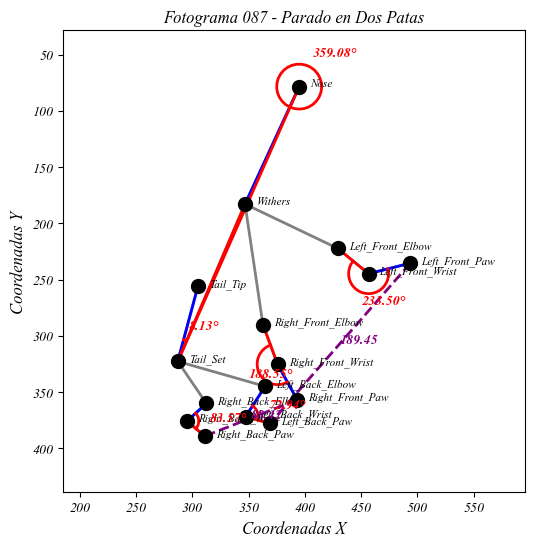 Fotograma 087 - Parado en Dos Patas
359.08°
Nose
Withers
Left_Front_Elbow
Left_Front_Paw
Left_Front_Wrist
Tail_Tip
238.50°
Right_Front_Elbow
189.45
Tail_Set
Right_Front_Wrist
188.55°
Left_Back_Elbow
Right_Front_Paw
Left_Back_Paw
Right_Back_Paw
50
100
150
200
250
300
350
400
200
250
300
350
400
450
500
550
Coordenadas X
Coordenadas Y